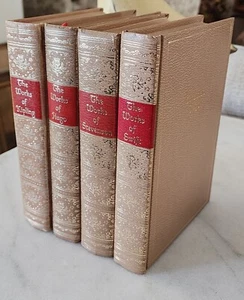 The
Works
of
Kipling
The
Works
of
Hugo
The
Works
of
Stevenson
The
Works
of
Swift